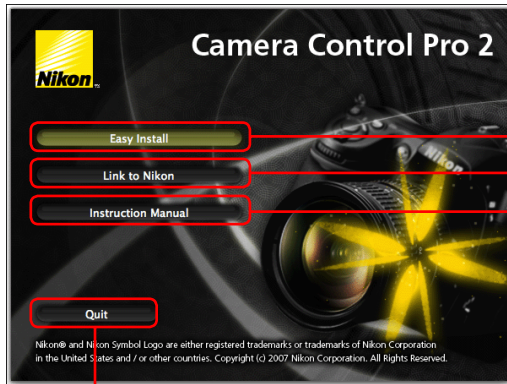 Nikon
Camera Control Pro 2
Easy Install
Link to Nikon
Instruction Manual
Nikon
Quit
Nikon® and Nikon Symbol Logo are either registered trademarks or trademarks of Nikon Corporation
in the United States and / or other countries. Copyright (c) 2007 Nikon Corporation. All Rights Reserved.